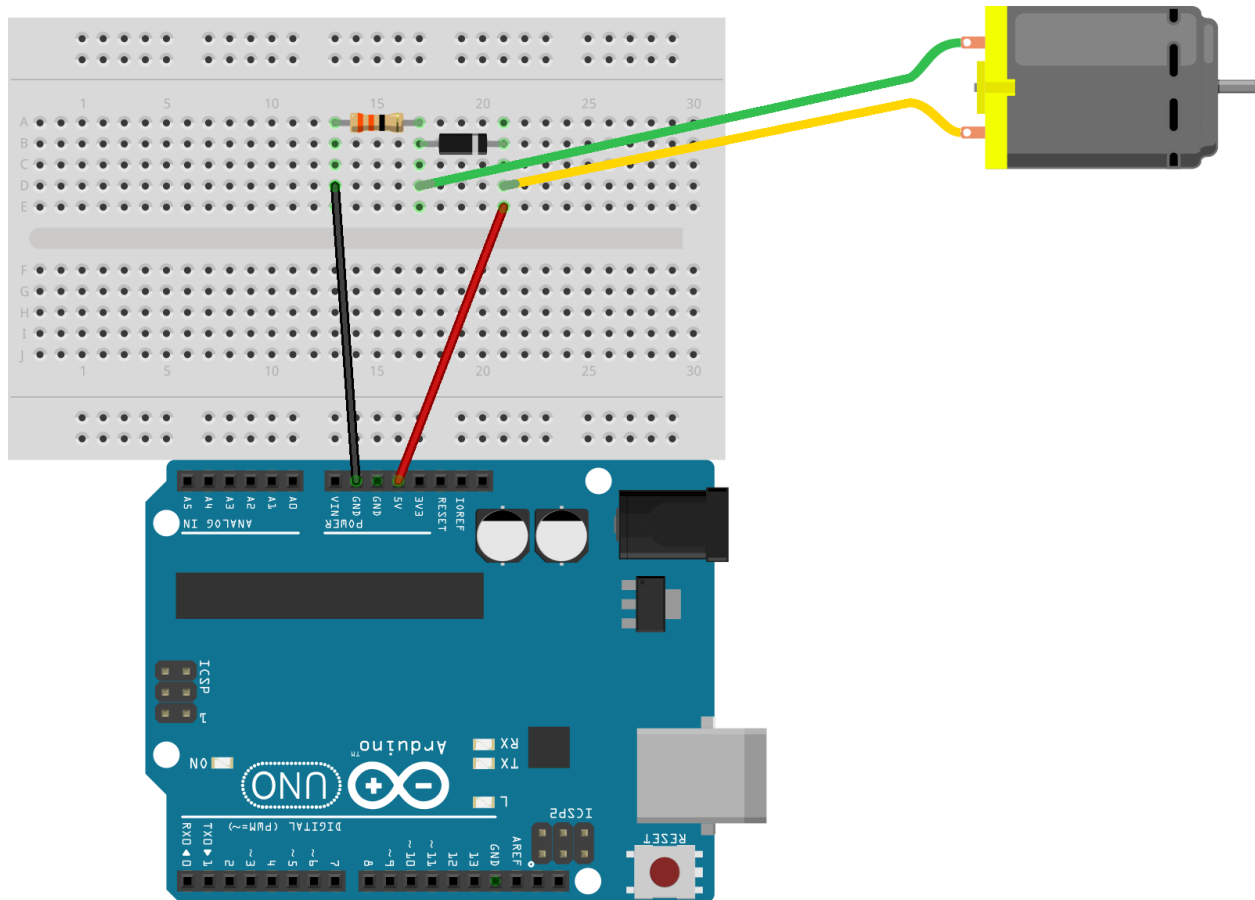 1 5 10 15 20 25 30
A
B
C
D
E
F
G
H
I
J
1 5 10 15 20 25 30
A5 A4 A3 A2 A1 A0 VIN GND GND 5V 3V3 RESET IOREF
ANALOG IN POWER
ICSP
1
Arduino
TM
ON
UNO
RX
TX
L
ICSP2
DIGITAL (PWM=~)
RESET
RX0◀0 TX0▶1 2 ~3 4 ~5 ~6 7 8 ~9 ~10 ~11 12 13 GND AREF